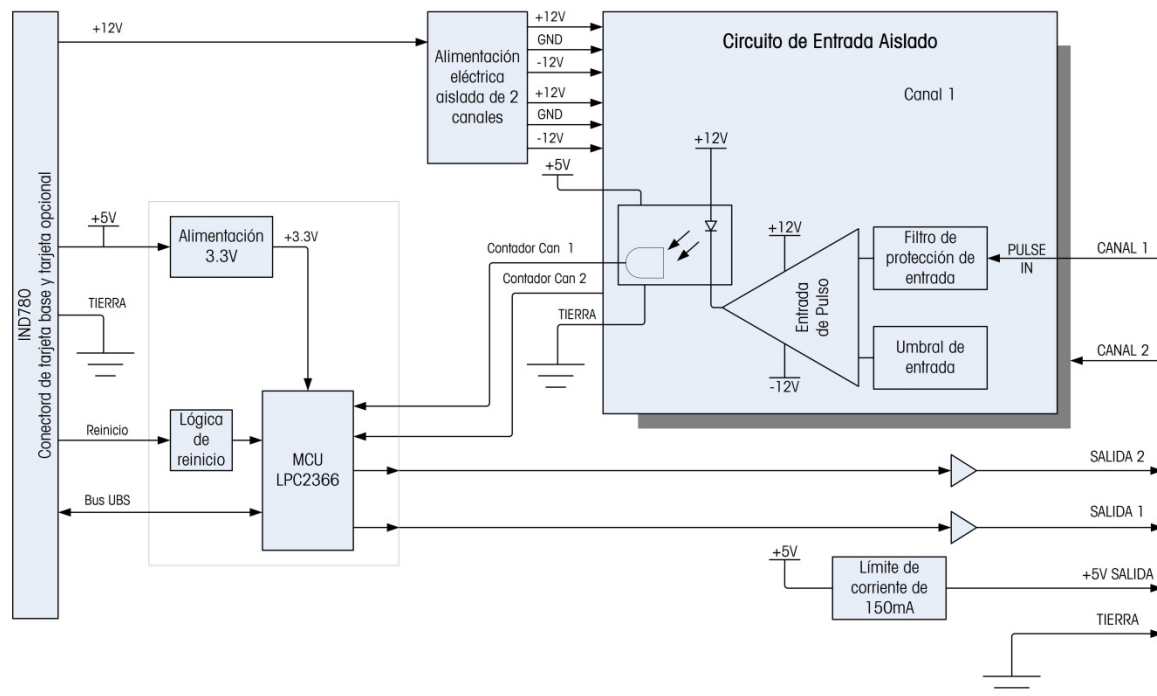 IND780
Conectord de tarjeta base y tarjeta opcional
+12V
Alimentación
eléctrica
aislada de 2
canales
+12V
GND
-12V
+12V
GND
-12V
Circuito de Entrada Aislado
Canal 1
+5V
+12V
+12V
Entrada
de Pulso
-12V
Filtro de
protección de
entrada
PULSE
IN
CANAL 1
Umbral de
entrada
CANAL 2
Contador Can 1
Contador Can 2
TIERRA
+5V
Alimentación
3.3V
+3.3V
TIERRA
Reinicio
Lógica
de
reinicio
MCU
LPC2366
Bus UBS
SALIDA 2
SALIDA 1
+5V
Límite de
corriente de
150mA
+5V SALIDA
TIERRA